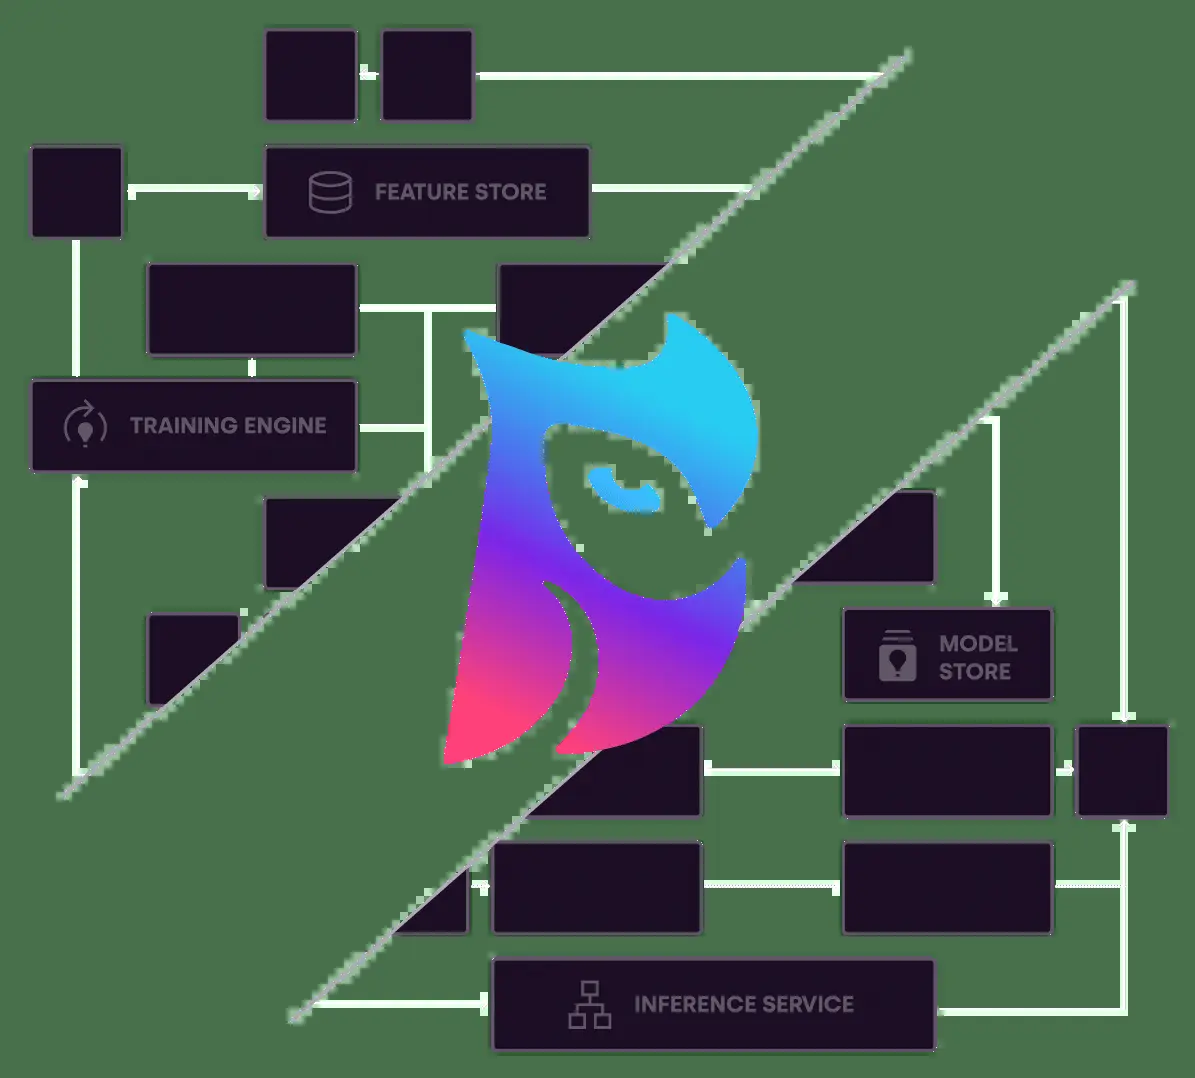 FEATURE STORE
TRAINING ENGINE
MODEL
STORE
INFERENCE SERVICE